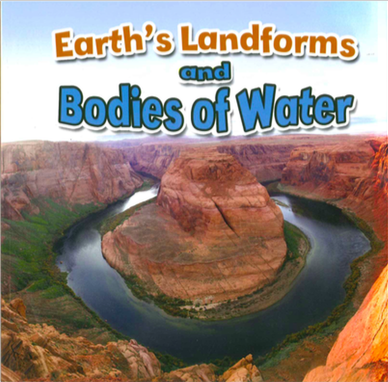 Earth's Landforms
and
Bodies of Water